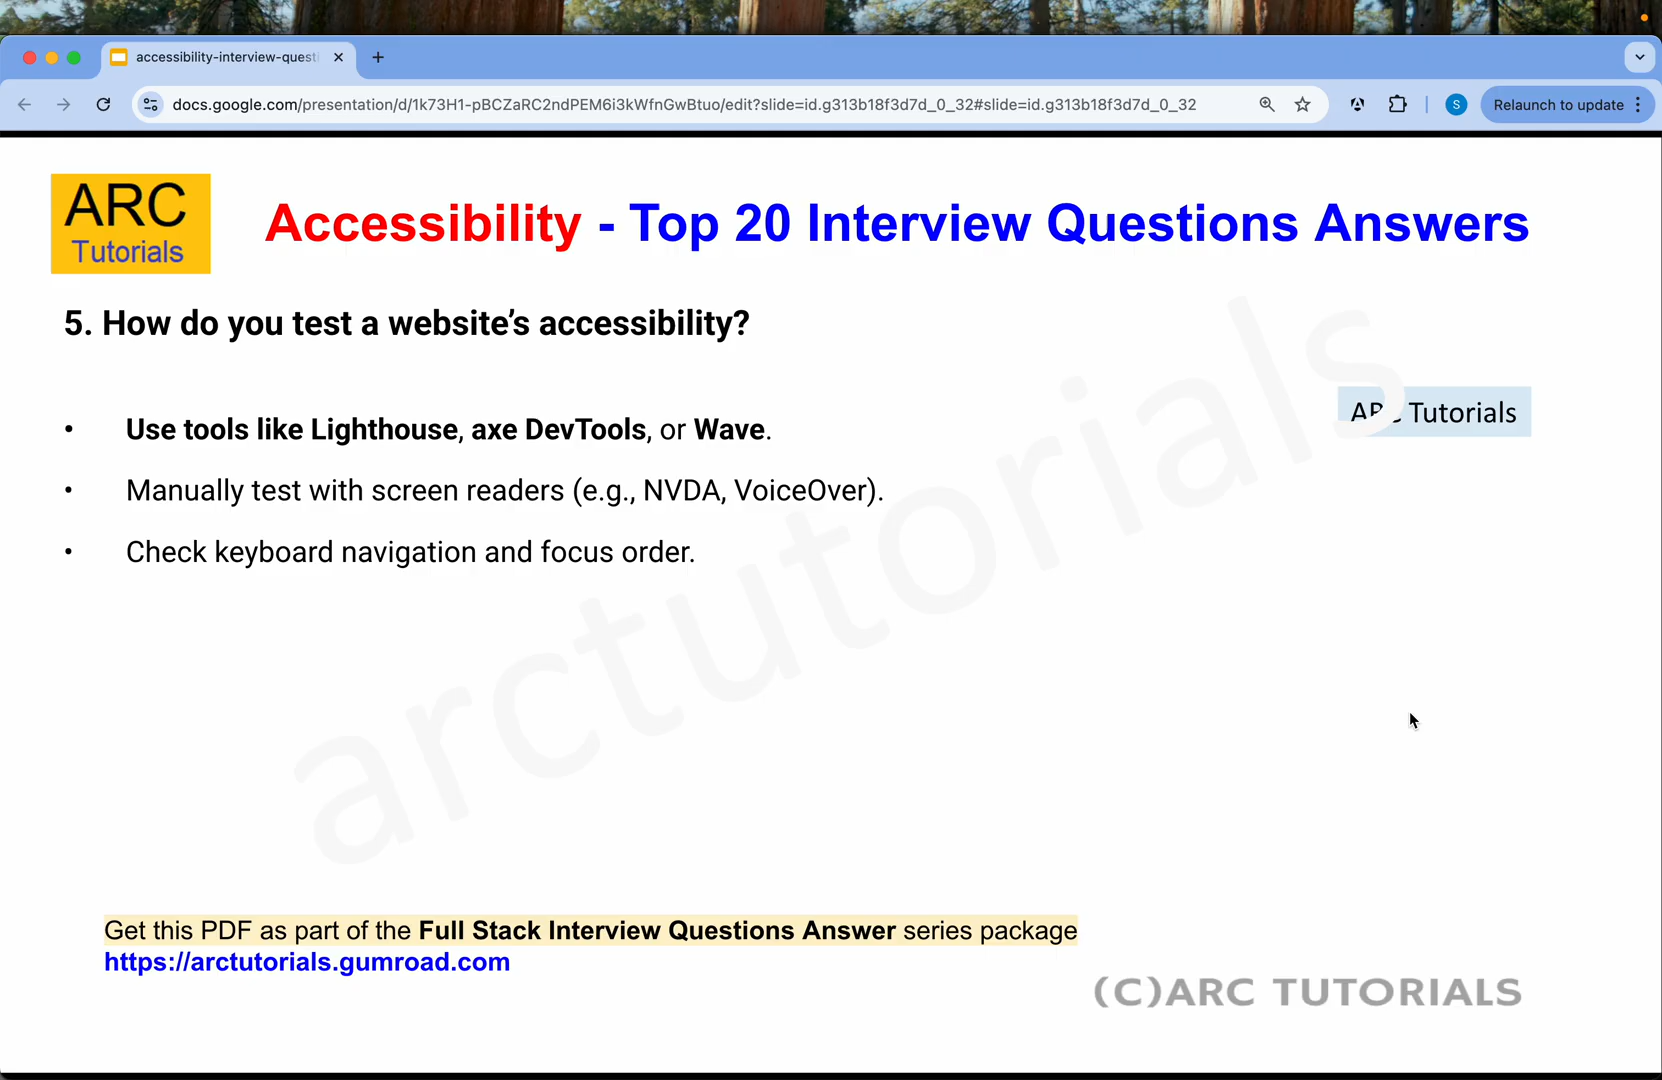 accessibility-interview-questi
docs.google.com/presentation/d/1k73H1-pBCZaRC2ndPEM6i3kWfnGwBtuo/edit?slide=id.g313b18f3d7d_0_32#slide=id.g313b18f3d7d_0_32
S
Relaunch to update
ARC
Tutorials
Accessibility - Top 20 Interview Questions Answers
5. How do you test a website’s accessibility?
ARC Tutorials
• Use tools like Lighthouse, axe DevTools, or Wave.
• Manually test with screen readers (e.g., NVDA, VoiceOver).
• Check keyboard navigation and focus order.
arctutorials
Get this PDF as part of the Full Stack Interview Questions Answer series package
https://arctutorials.gumroad.com
(C)ARC TUTORIALS